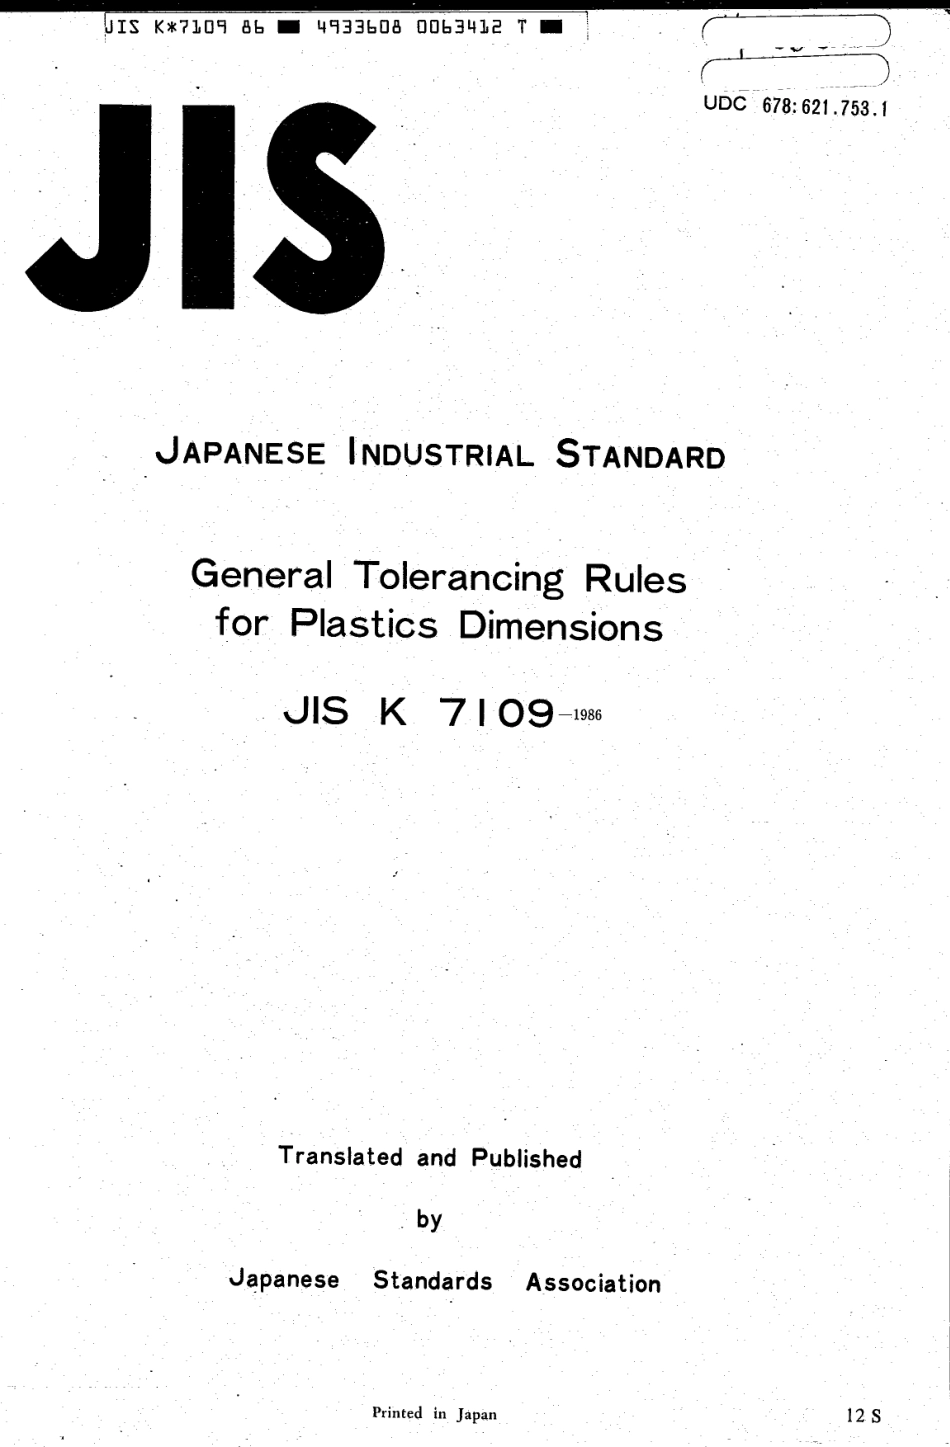 JIS K*7109 86 ■ 4933608 0063412 T ■
UDC 678:621.753.1
JIS
JAPANESE INDUSTRIAL STANDARD
General Tolerancing Rules
for Plastics Dimensions
JIS K 7109—1986
Translated and Published
by
Japanese Standards Association
Printed in Japan
12 S